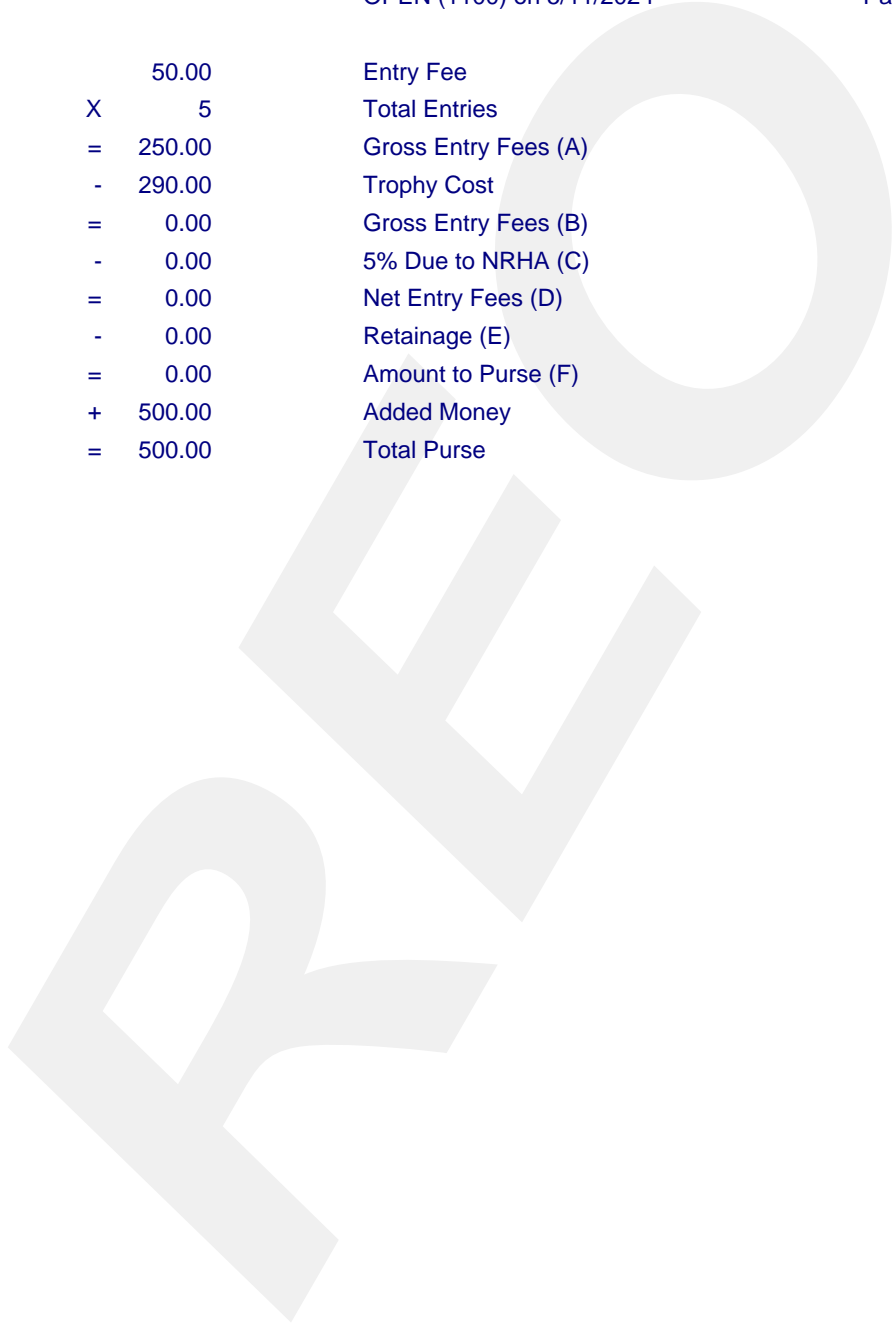 50.00 Entry Fee
X 5 Total Entries
= 250.00 Gross Entry Fees (A)
- 290.00 Trophy Cost
= 0.00 Gross Entry Fees (B)
- 0.00 5% Due to NRHA (C)
= 0.00 Net Entry Fees (D)
- 0.00 Retainage (E)
= 0.00 Amount to Purse (F)
+ 500.00 Added Money
= 500.00 Total Purse
REO